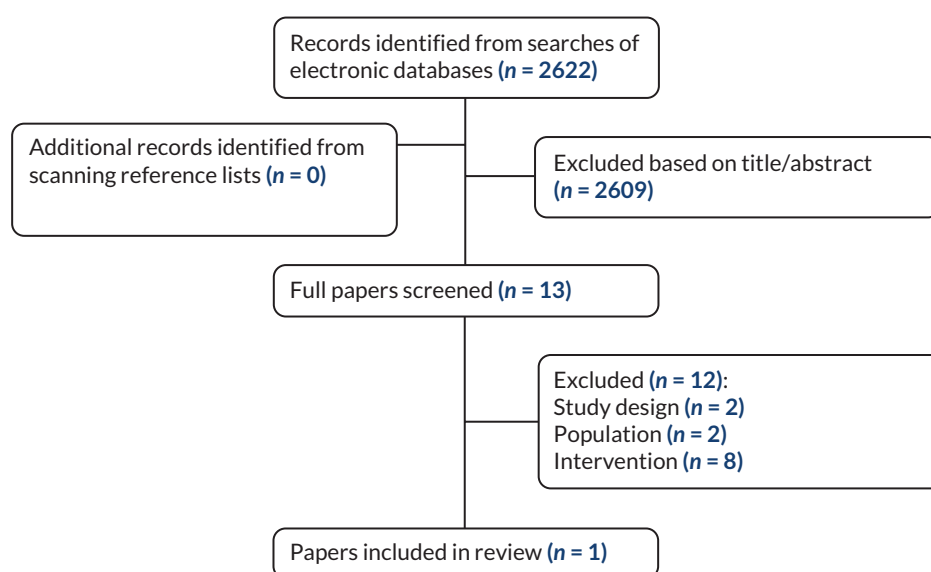 Records identified from searches of
electronic databases (n = 2622)
Additional records identified from
scanning reference lists (n = 0)
Excluded based on title/abstract
(n = 2609)
Full papers screened (n = 13)
Excluded (n = 12):
Study design (n = 2)
Population (n = 2)
Intervention (n = 8)
Papers included in review (n = 1)